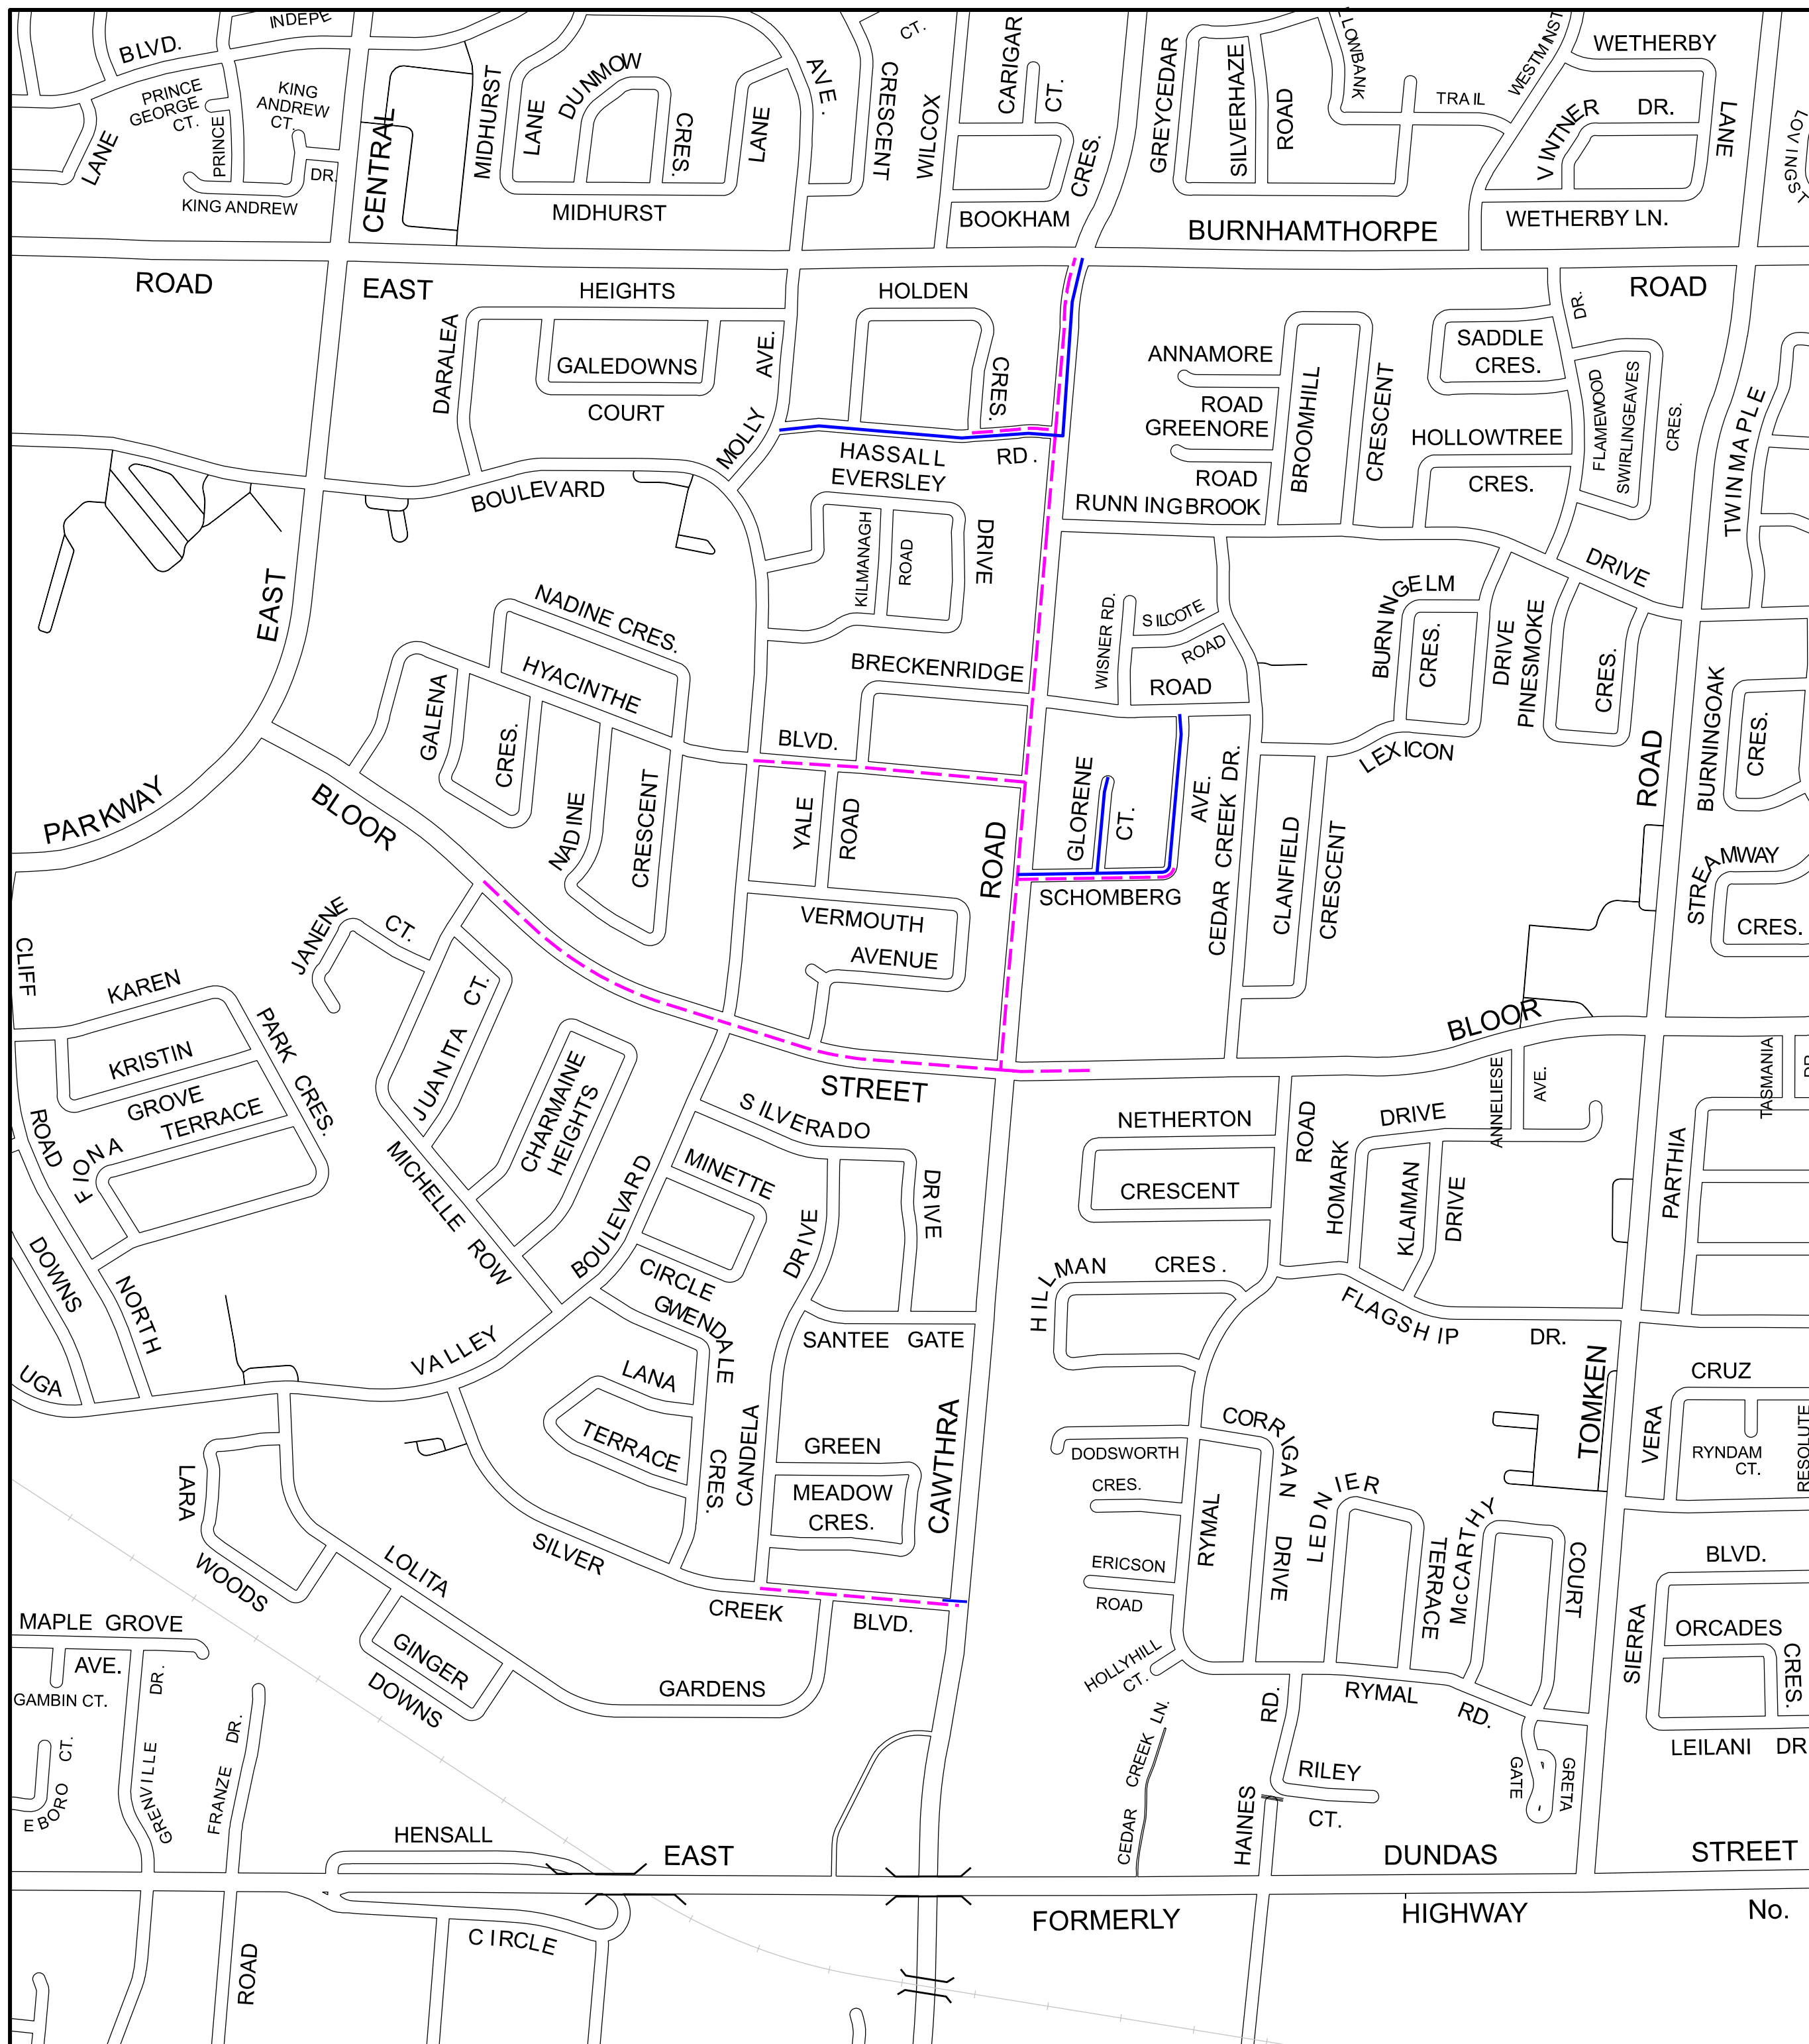 INDEPE
BLVD.
PRINCE
GEORGE
CT.
KING
ANDREW
CT.
PRINCE
DR.
KING ANDREW
LANE
CENTRAL
MIDHURST
LANE
DUNMOW
CRES.
LANE
MIDHURST
AVE.
CT.
CRESCENT
WILCOX
CARIGAR
CT.
CRES.
BOOKHAM
GREYCEDAR
SILVERHAZE
ROAD
LLOWBANK
TRAIL
WESTMINST
WETHERBY
VINTNER
DR.
LANE
WETHERBY LN.
LOVINGST
BURNHAMTHORPE
ROAD
EAST
ROAD
HEIGHTS
DARALEA
GALEDOWNS
COURT
AVE.
MOLLY
HOLDEN
CRES.
HASSALL
RD.
EVERSLEY
KILMANAGH
ROAD
DRIVE
BOULEVARD
ANNAMORE
ROAD
GREENORE
ROAD
RUNNINGBROOK
BROOMHILL
CRESCENT
SADDLE
CRES.
DR.
HOLLOWTREE
CRES.
FLAMEWOOD
SWIRLINGEAVES
CRES.
DRIVE
TWINMAPLE
EAST
NADINE CRES.
HYACINTHE
GALENA
CRES.
NADINE
CRESCENT
BRECKENRIDGE
BLVD.
YALE
ROAD
VERMOUTH
AVENUE
ROAD
WISNER RD.
SILCOTE
ROAD
ROAD
GLORENE
CT.
AVE.
SCHOMBERG
CEDAR CREEK DR.
CLANFIELD
CRESCENT
LEXICON
BURNINGELM
CRES.
DRIVE
PINESMOKE
CRES.
ROAD
BURNINGOAK
CRES.
STREAMWAY
CRES.
PARKWAY
BLOOR
JANENE
CT.
CLIFF
KAREN
PARK CRES.
KRISTIN
GROVE
TERRACE
FIONA
ROAD
JUANITA CT.
CHARMAINE
HEIGHTS
MICHELLE ROW
BOULEVARD
STREET
BLOOR
SILVERADO
DRIVE
MINETTE
CIRCLE
DRIVE
GWENDALE
CRES.
SANTEE GATE
LANA
TERRACE
CANDELA
GREEN
MEADOW
CRES.
CAWTHRA
NETHERTON
CRESCENT
ROAD
HOMARK
DRIVE
KLAIMAN
DRIVE
ANNELIESE
AVE.
TASMANIA
DR.
PARTHIA
HILLMAN
CRES.
FLAGSHIP
DR.
TOMKEN
DOWNS
NORTH
UGA
VALLEY
CRUZ
VERA
RYNDAM
CT.
RESOLUTE
DODSWORTH
CRES.
CORRIGAN
DRIVE
RYMAL
ERICSON
ROAD
LEDNIER
TERRACE
McCARTHY
COURT
LARA
WOODS
LOLITA
SILVER
CREEK
BLVD.
GINGER
DOWNS
GARDENS
BLVD.
ORCADES
CRES.
SIERRA
LEILANI DR
MAPLE GROVE
AVE.
DR.
GAMBIN CT.
CT.
EBORO
GRENVILLE
FRANZE DR.
HOLLYHILL
CT.
CEDAR CREEK LN.
RD.
RYMAL
RD.
RILEY
CT.
HAINES
GATE
GRETA
HENSALL
EAST
DUNDAS
STREET
FORMERLY
HIGHWAY
No.
CIRCLE
ROAD